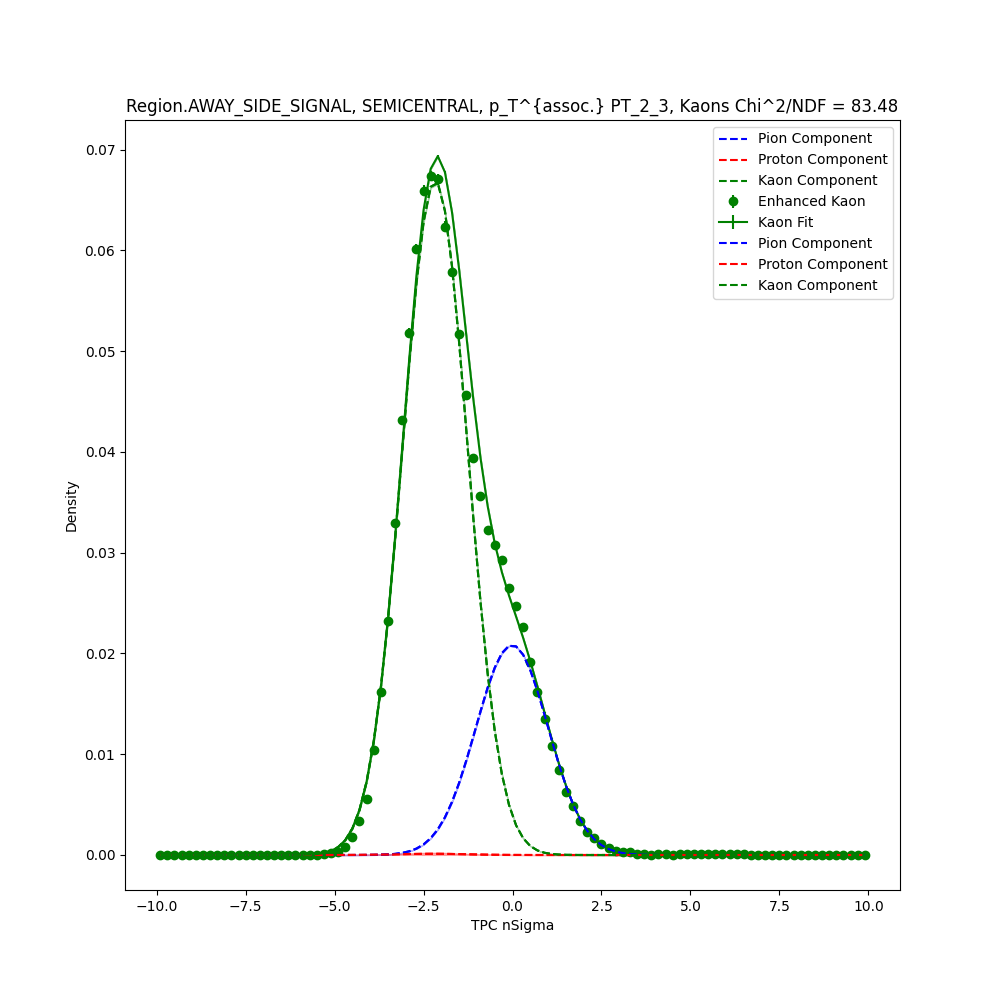 Region.AWAY_SIDE_SIGNAL, SEMICENTRAL, p_T^{assoc.} PT_2_3, Kaons Chi^2/NDF = 83.48
Pion Component
Proton Component
Kaon Component
Enhanced Kaon
Kaon Fit
Pion Component
Proton Component
Kaon Component
0.07
0.06
0.05
0.04
0.03
0.02
0.01
0.00
Density
−10.0 −7.5 −5.0 −2.5 0.0 2.5 5.0 7.5 10.0
TPC nSigma